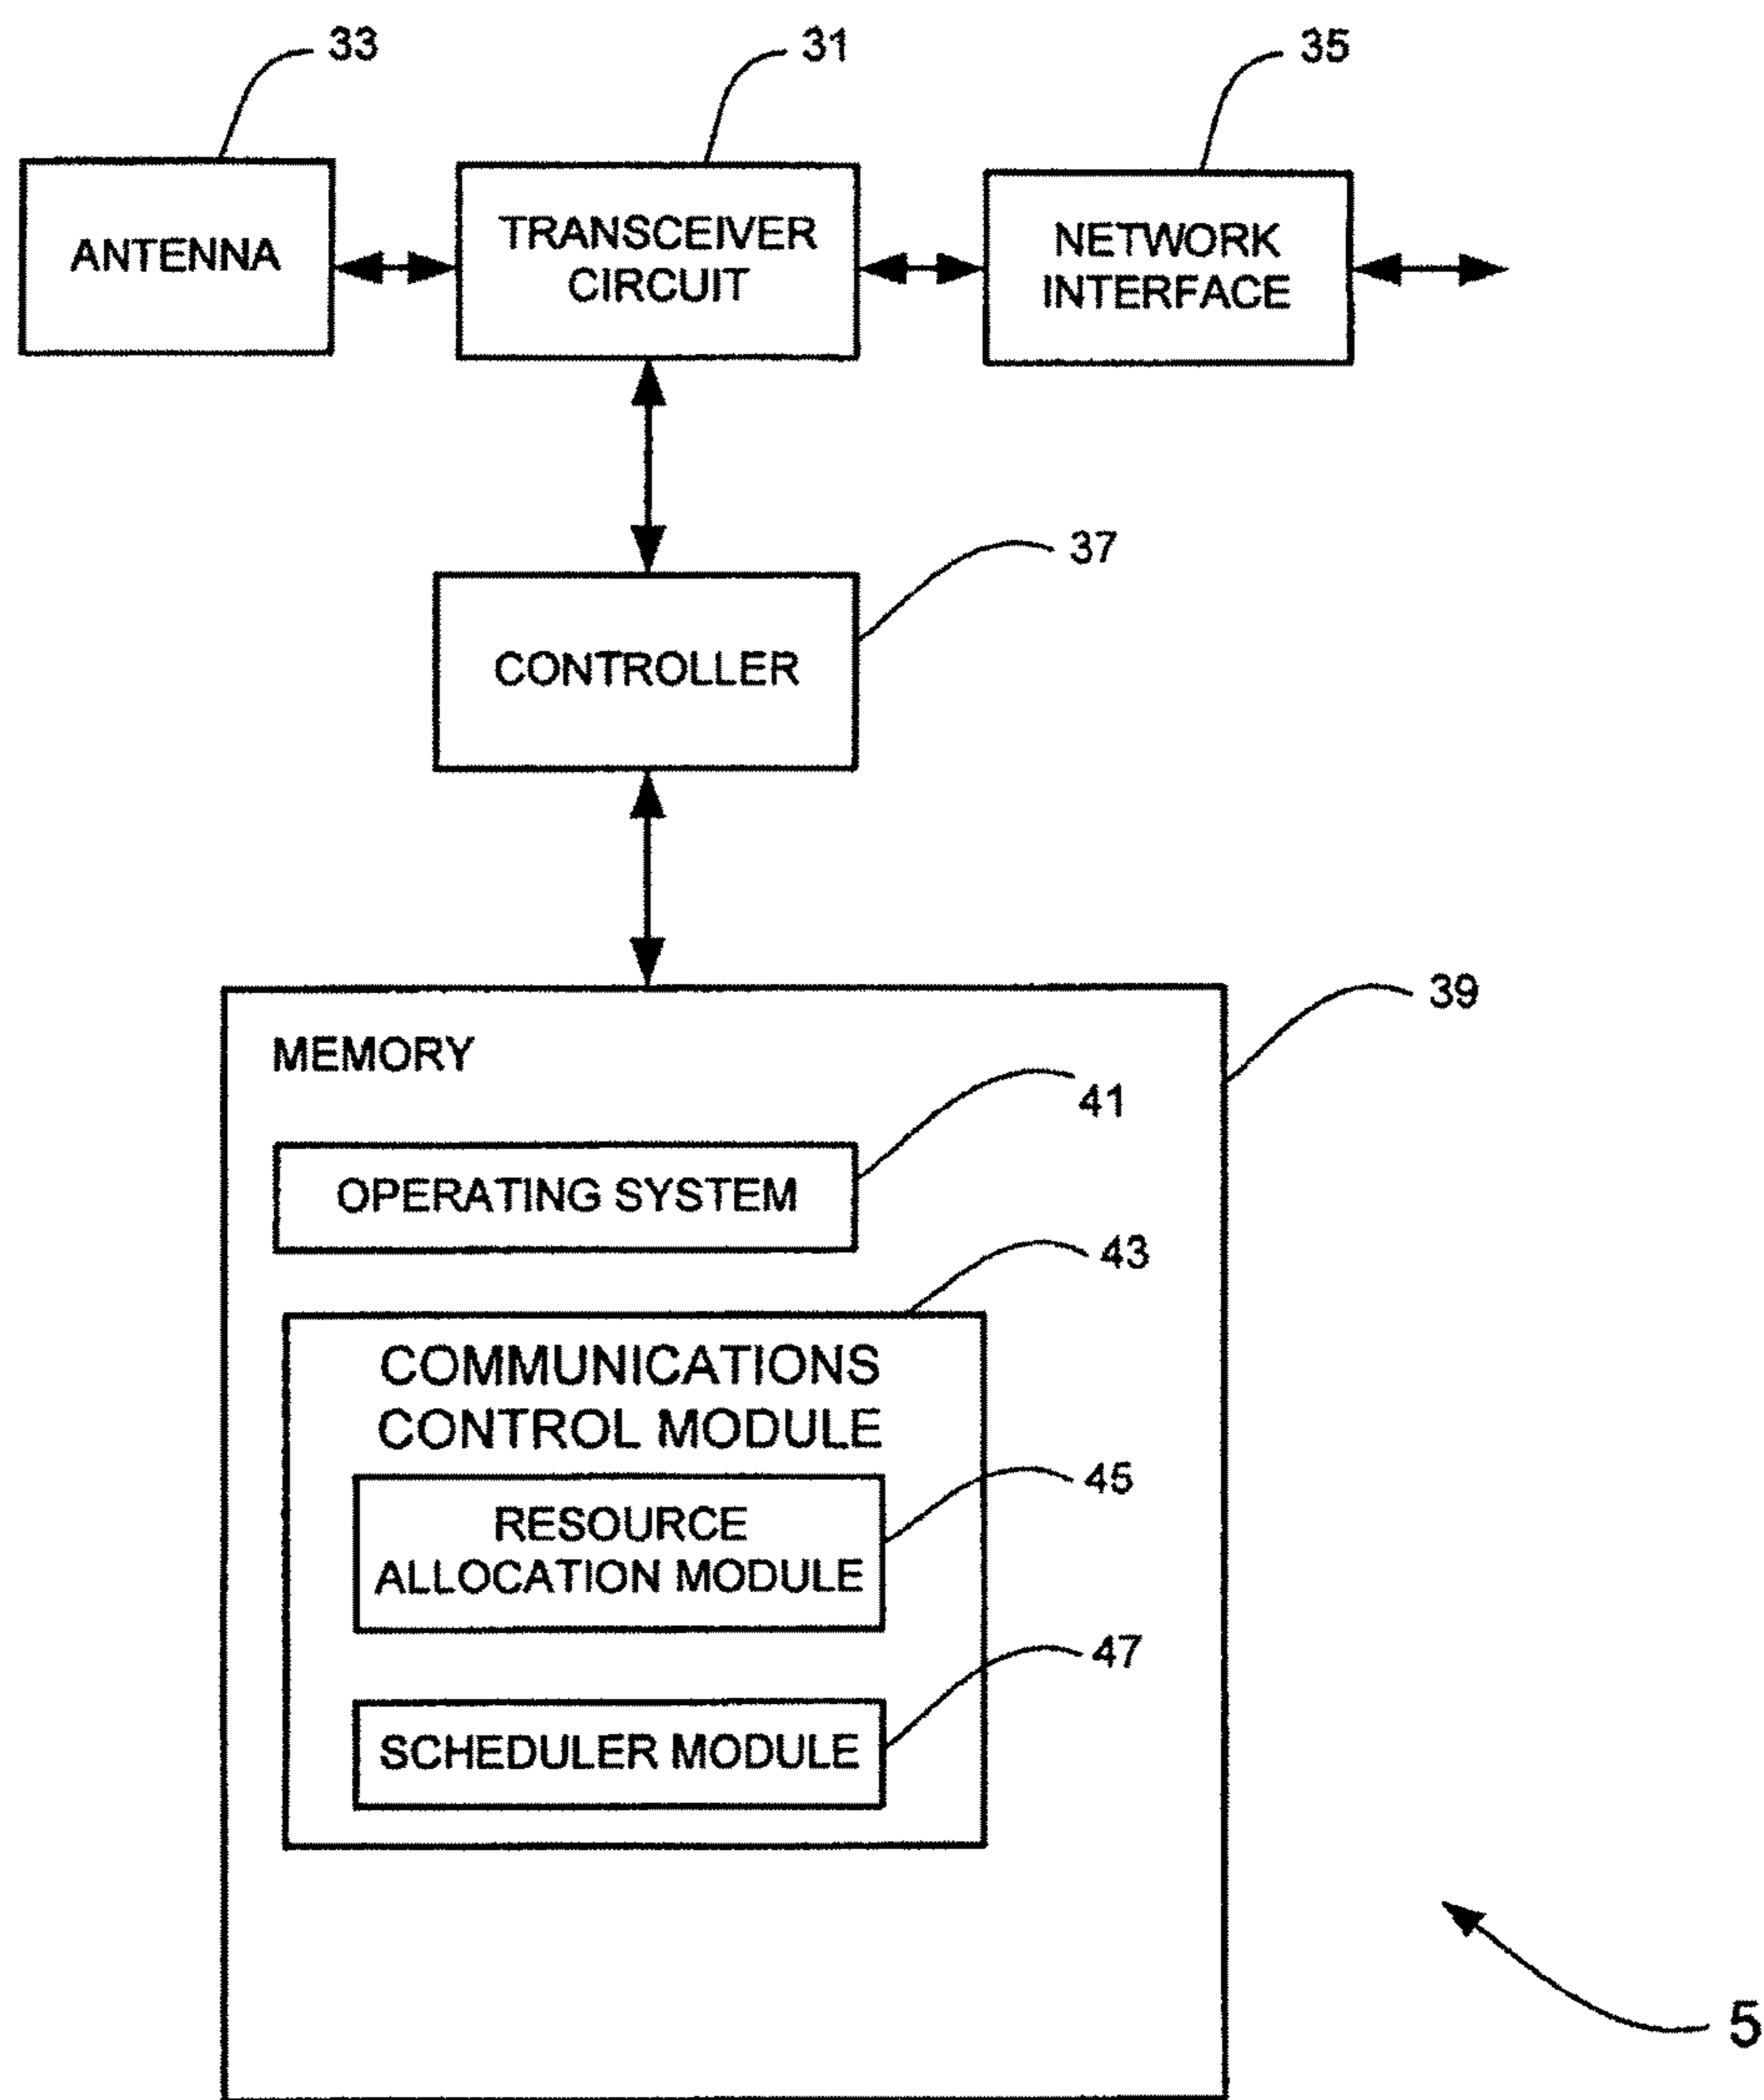 33
31
35
ANTENNA
TRANSCEIVER
CIRCUIT
NETWORK
INTERFACE
37
CONTROLLER
39
MEMORY
41
OPERATING SYSTEM
43
COMMUNICATIONS
CONTROL MODULE
45
RESOURCE
ALLOCATION MODULE
47
SCHEDULER MODULE
5